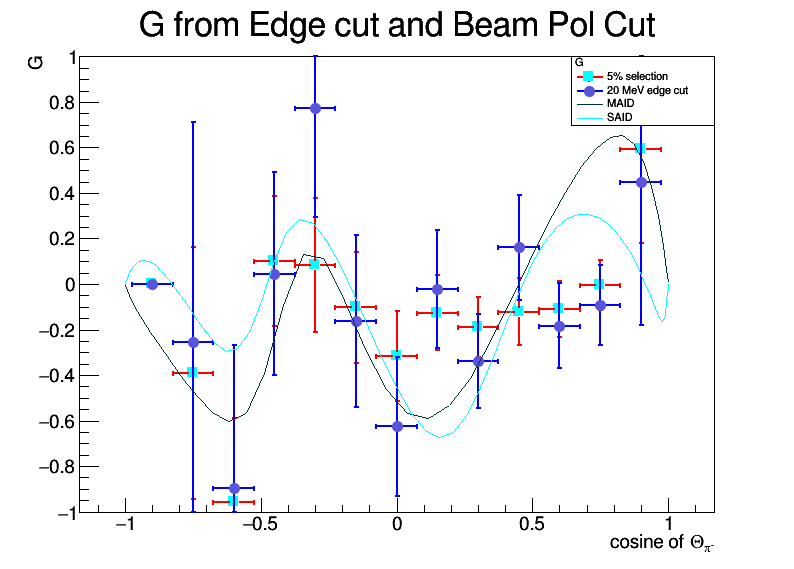 G from Edge cut and Beam Pol Cut
G
G
5% selection
20 MeV edge cut
MAID
SAID
1
0.8
0.6
0.4
0.2
0
−0.2
−0.4
−0.6
−0.8
−1
−1 −0.5 0 0.5 1
cosine of Θπ-